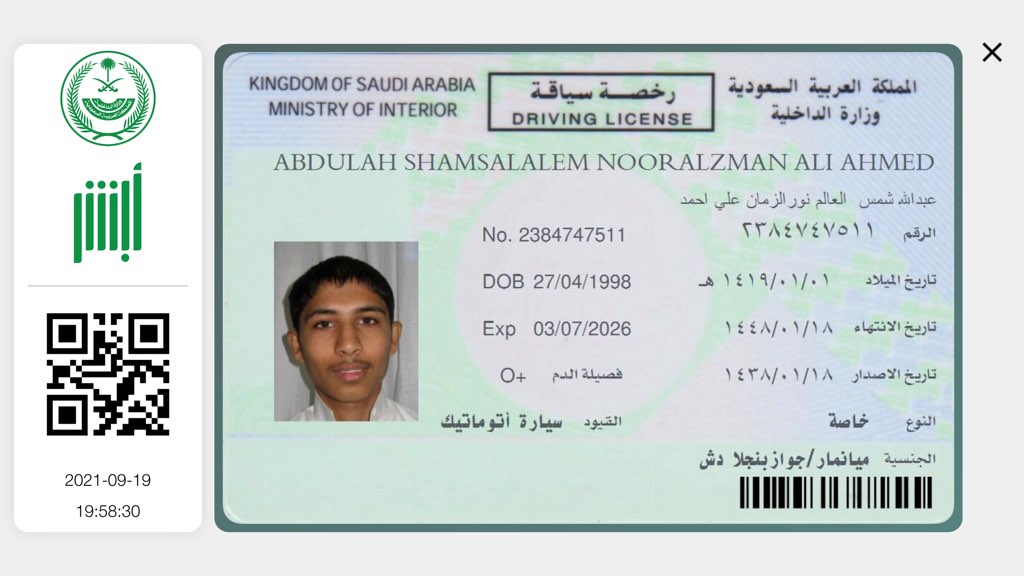 أبشر
2021-09-19
19:58:30
KINGDOM OF SAUDI ARABIA
MINISTRY OF INTERIOR
رخصة سياقة
DRIVING LICENSE
المملكة العربية السعودية
وزارة الداخلية
ABDULAH SHAMSALALEM NOORALZMAN ALI AHMED
عبدالله شمس العالم نورالزمان علي احمد
No. 2384747511
الرقم ٢٣٨٤٧٤٧٥١١
DOB 27/04/1998
تاريخ الميلاد ١٤١٩/٠١/٠١ هـ
Exp 03/07/2026
تاريخ الانتهاء ١٤٤٨/٠١/١٨
فصيلة الدم O+
تاريخ الاصدار ١٤٣٨/٠١/١٨
القيود سيارة أتوماتيك
النوع خاصة
الجنسية ميانمار/جواز بنجلا دش